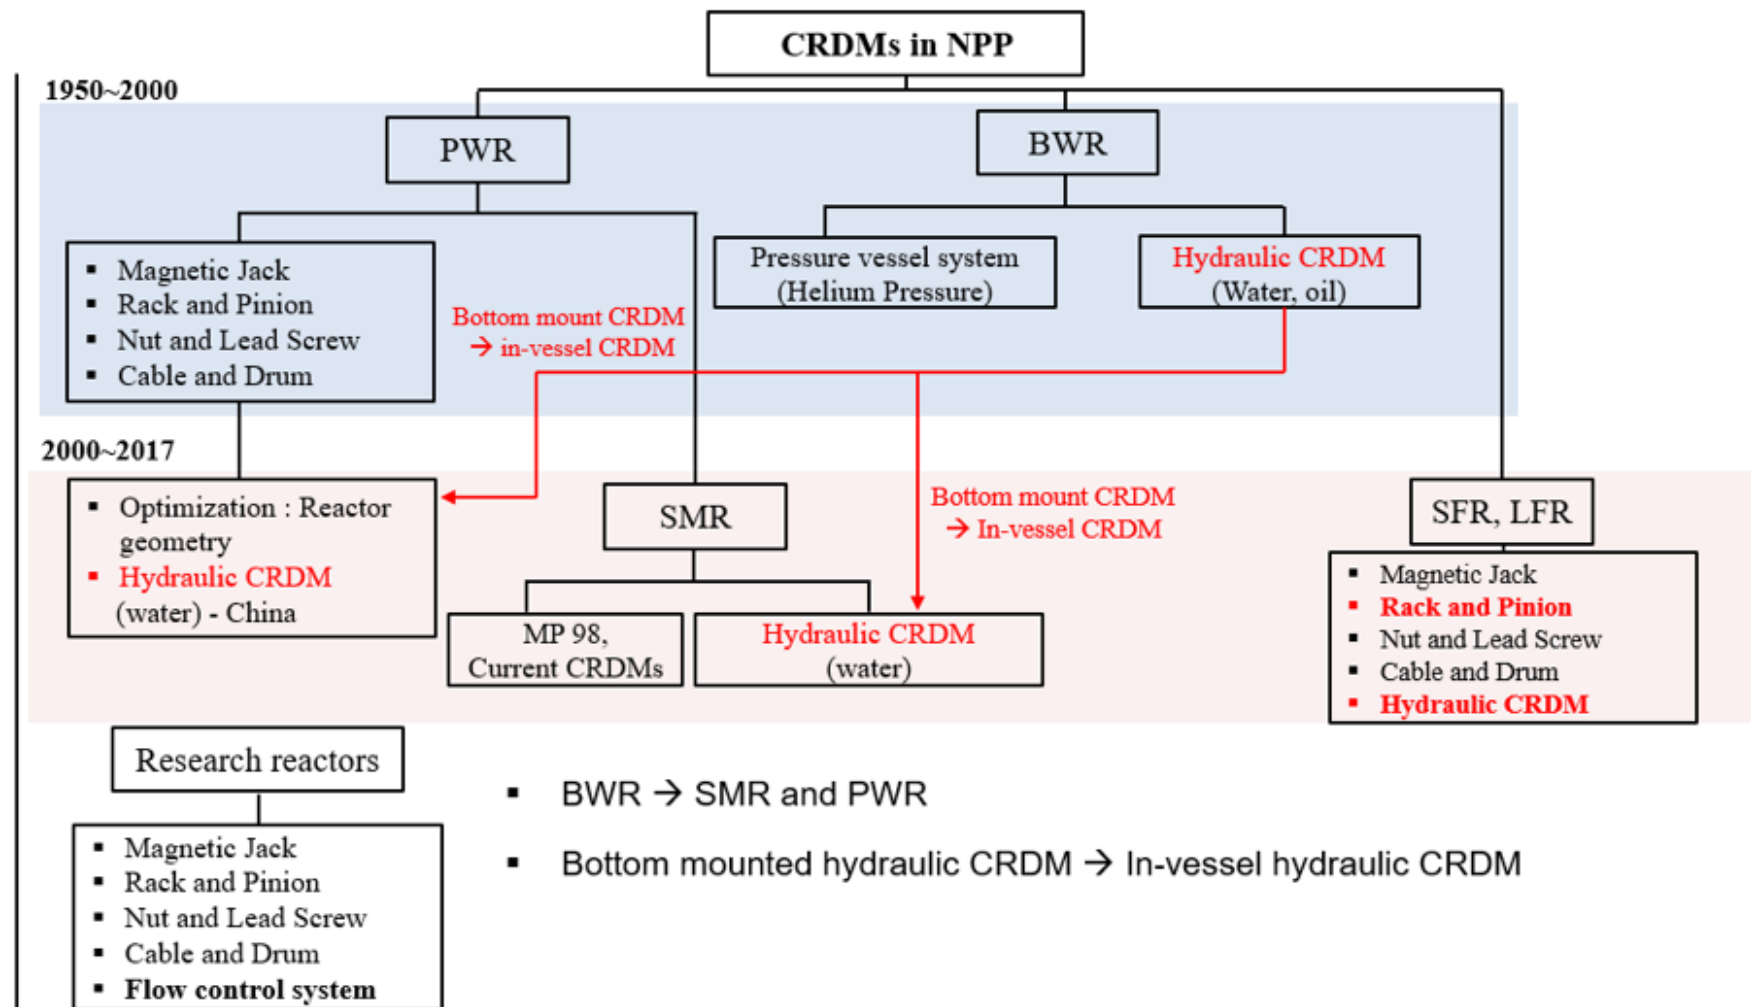 CRDMs in NPP
1950~2000
PWR
BWR
▪ Magnetic Jack
▪ Rack and Pinion
▪ Nut and Lead Screw
▪ Cable and Drum
Pressure vessel system
(Helium Pressure)
Hydraulic CRDM
(Water, oil)
Bottom mount CRDM
→ in-vessel CRDM
2000~2017
▪ Optimization : Reactor
geometry
▪ Hydraulic CRDM
(water) - China
SMR
Bottom mount CRDM
→ In-vessel CRDM
MP 98,
Current CRDMs
Hydraulic CRDM
(water)
SFR, LFR
▪ Magnetic Jack
▪ Rack and Pinion
▪ Nut and Lead Screw
▪ Cable and Drum
▪ Hydraulic CRDM
Research reactors
▪ Magnetic Jack
▪ Rack and Pinion
▪ Nut and Lead Screw
▪ Cable and Drum
▪ Flow control system
▪ BWR → SMR and PWR
▪ Bottom mounted hydraulic CRDM → In-vessel hydraulic CRDM